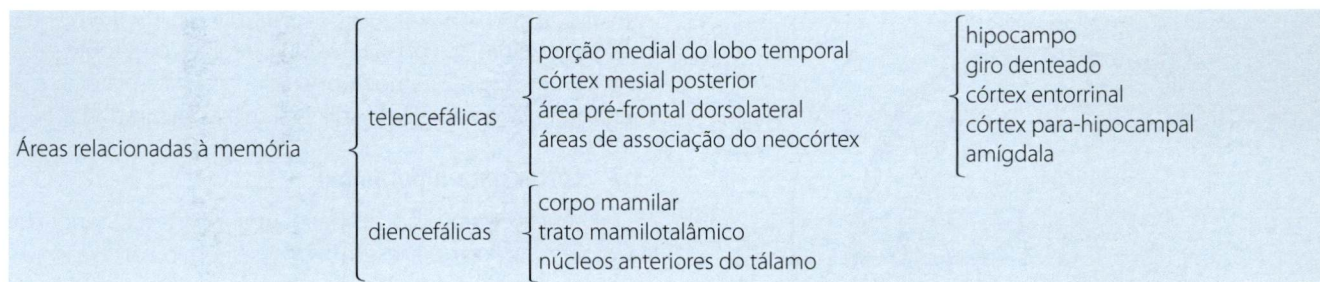 Áreas relacionadas à memória
telencefálicas
porção medial do lobo temporal
córtex mesial posterior
área pré-frontal dorsolateral
áreas de associação do neocórtex
hipocampo
giro denteado
córtex entorrinal
córtex para-hipocampal
amígdala
diencefálicas
corpo mamilar
trato mamilotalâmico
núcleos anteriores do tálamo